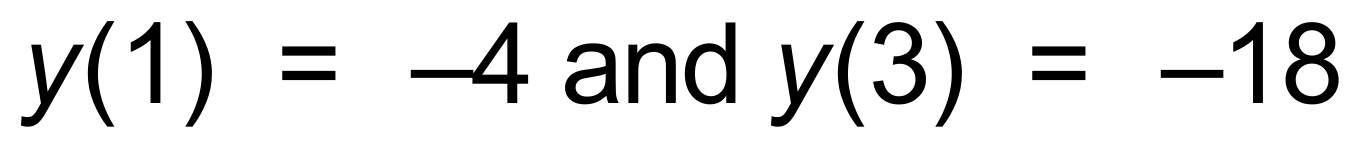 y(1) = –4 and y(3) = –18